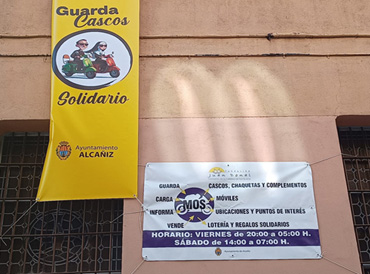 Guarda
Cascos
Solidario
Ayuntamiento
ALCAÑIZ
GUARDA CASCOS, CHAQUETAS Y COMPLEMENTOS
CARGA MÓVILES
MOS
INFORMA UBICACIONES Y PUNTOS DE INTERÉS
VENDE LOTERÍA Y REGALOS SOLIDARIOS
HORARIO: VIERNES de 20:00 a 05:00 H.
SÁBADO de 14:00 a 07:00 H.